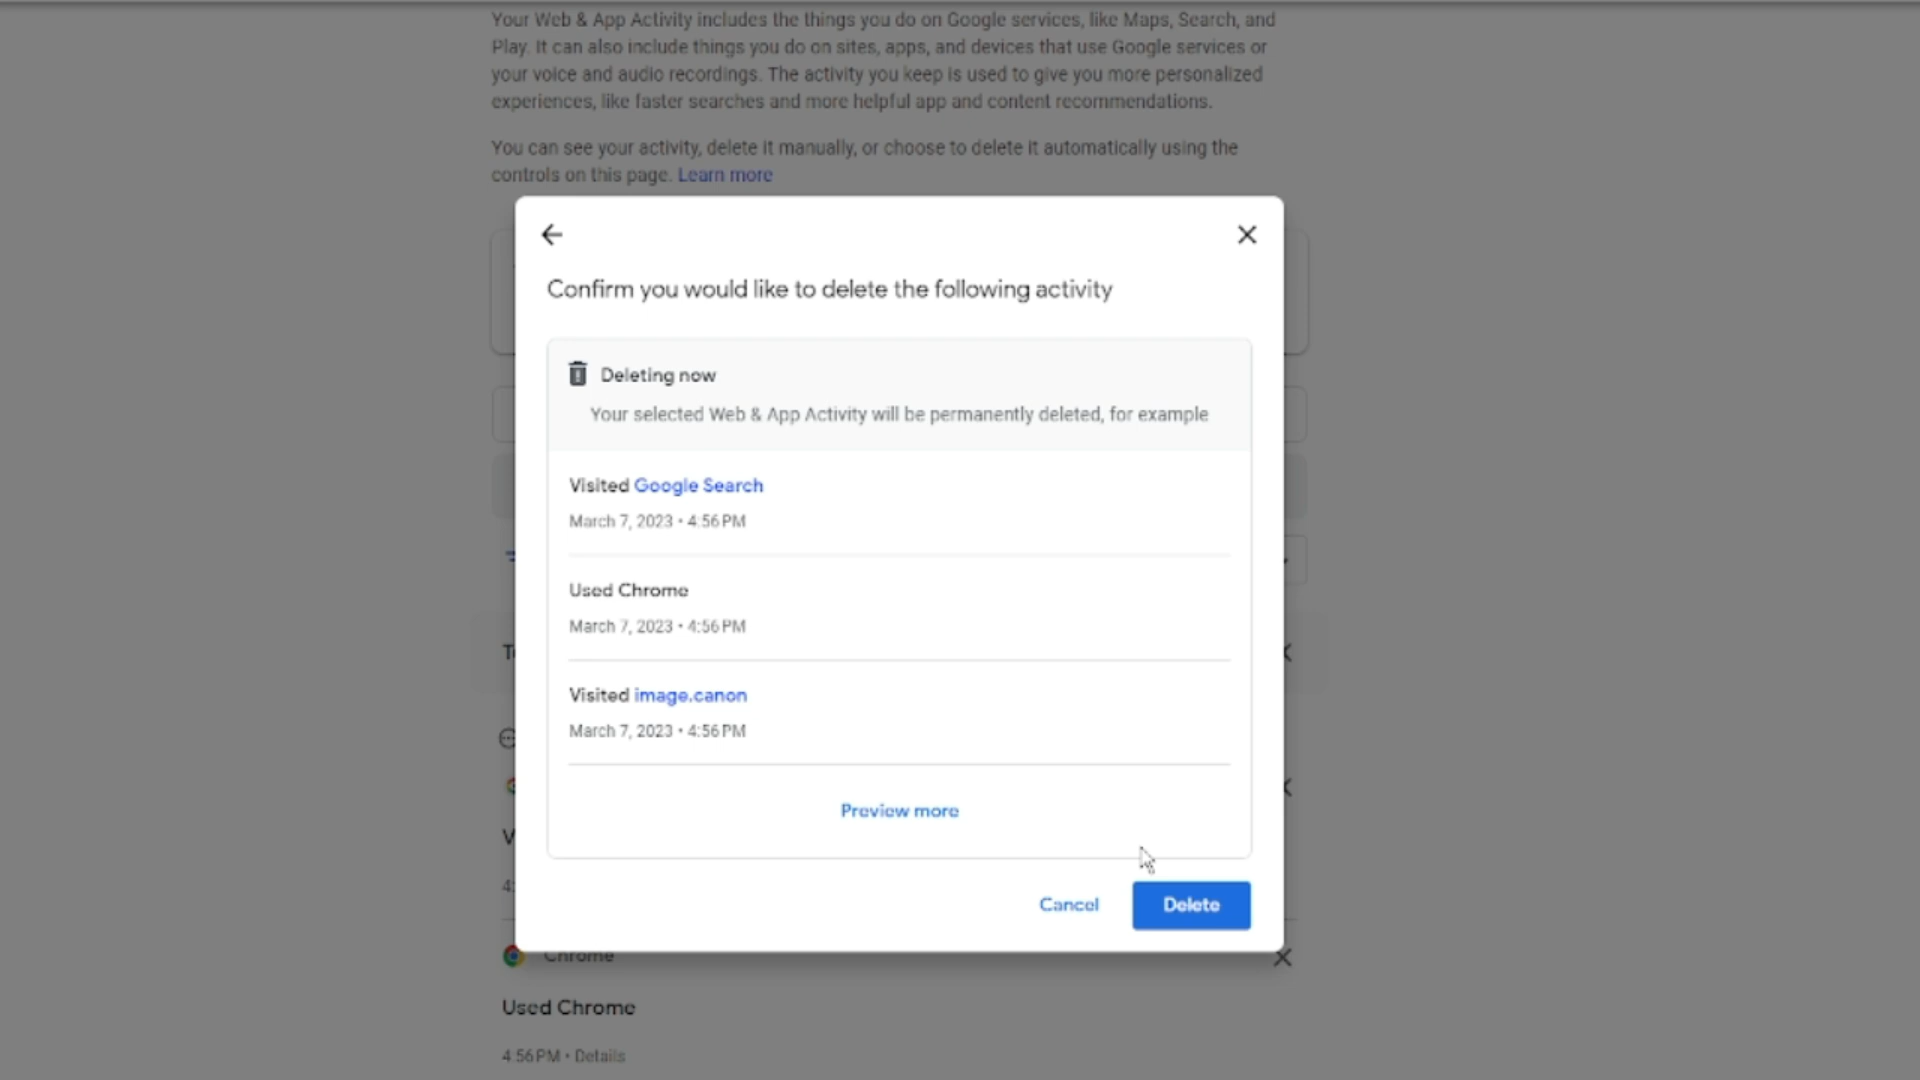 Your Web & App Activity includes the things you do on Google services, like Maps, Search, and
Play. It can also include things you do on sites, apps, and devices that use Google services or
your voice and audio recordings. The activity you keep is used to give you more personalized
experiences, like faster searches and more helpful app and content recommendations.
You can see your activity, delete it manually, or choose to delete it automatically using the
controls on this page. Learn more
Confirm you would like to delete the following activity
Deleting now
Your selected Web & App Activity will be permanently deleted, for example
Visited Google Search
March 7, 2023 • 4:56 PM
Used Chrome
March 7, 2023 • 4:56 PM
Visited image.canon
March 7, 2023 • 4:56 PM
Preview more
Cancel
Delete
Chrome
Used Chrome
4:56 PM • Details